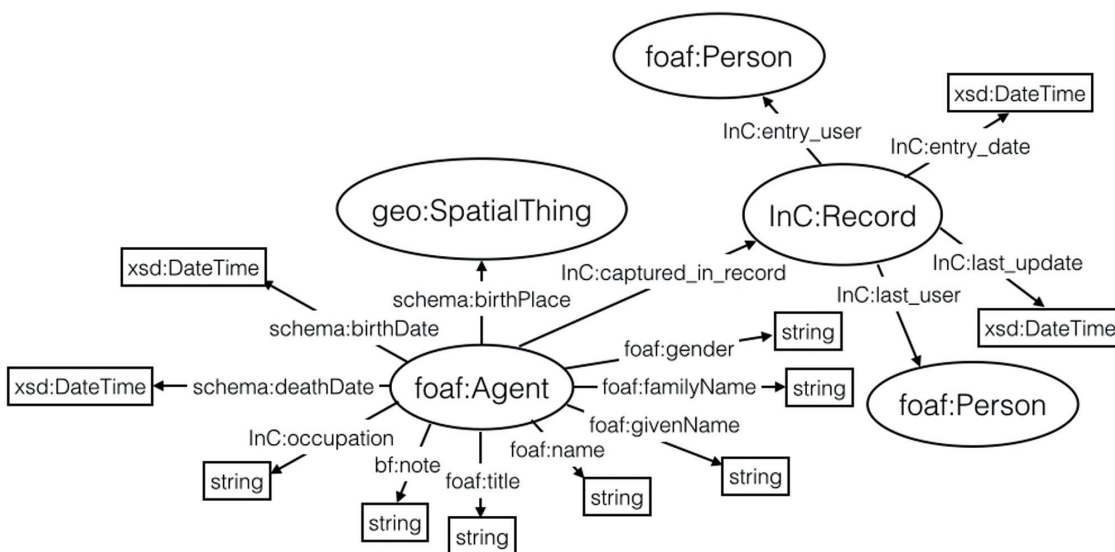 foaf:Person
xsd:DateTime
InC:entry_user
InC:entry_date
geo:SpatialThing
InC:Record
xsd:DateTime
InC:captured_in_record
InC:last_update
schema:birthPlace
InC:last_user
schema:birthDate
xsd:DateTime
string
foaf:gender
xsd:DateTime
schema:deathDate
foaf:Agent
foaf:familyName
string
foaf:Person
InC:occupation
foaf:givenName
foaf:name
bf:note
string
foaf:title
string
string
string
string